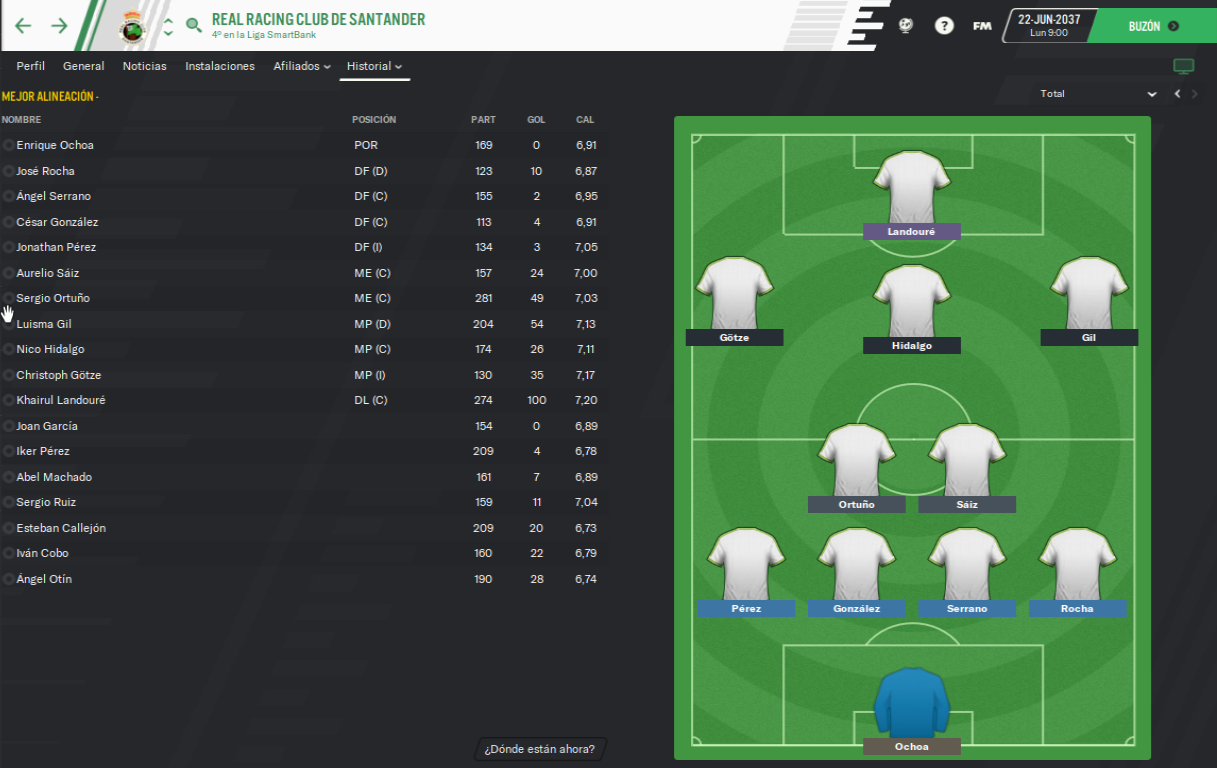 REAL RACING CLUB DE SANTANDER
4º en la Liga SmartBank
?
FM
22-JUN-2037
Lun 9:00
BUZÓN
Perfil General Noticias Instalaciones Afiliados Historial
MEJOR ALINEACIÓN -
Total
NOMBRE POSICIÓN PART GOL CAL
Enrique Ochoa POR 169 0 6,91
José Rocha DF (D) 123 10 6,87
Ángel Serrano DF (C) 155 2 6,95
César González DF (C) 113 4 6,91
Jonathan Pérez DF (I) 134 3 7,05
Aurelio Sáiz ME (C) 157 24 7,00
Sergio Ortuño ME (C) 281 49 7,03
Luisma Gil MP (D) 204 54 7,13
Nico Hidalgo MP (C) 174 26 7,11
Christoph Götze MP (I) 130 35 7,17
Khairul Landouré DL (C) 274 100 7,20
Joan García 154 0 6,89
Iker Pérez 209 4 6,78
Abel Machado 161 7 6,89
Sergio Ruiz 159 11 7,04
Esteban Callejón 209 20 6,73
Iván Cobo 160 22 6,79
Ángel Otín 190 28 6,74
¿Dónde están ahora?
Landouré
Götze Hidalgo Gil
Ortuño Sáiz
Pérez González Serrano Rocha
Ochoa